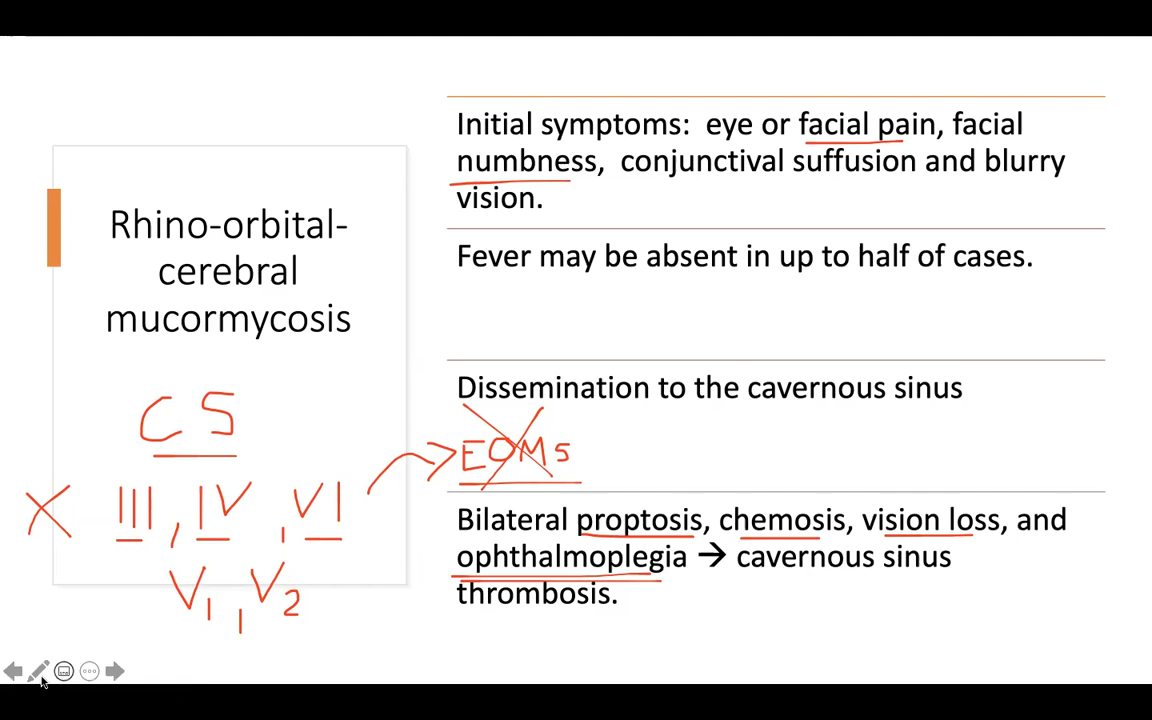 Rhino-orbital-
cerebral
mucormycosis
CS
X III, IV, VI
V1, V2
Initial symptoms: eye or facial pain, facial
numbness, conjunctival suffusion and blurry
vision.
Fever may be absent in up to half of cases.
Dissemination to the cavernous sinus
EOMs
Bilateral proptosis, chemosis, vision loss, and
ophthalmoplegia → cavernous sinus
thrombosis.